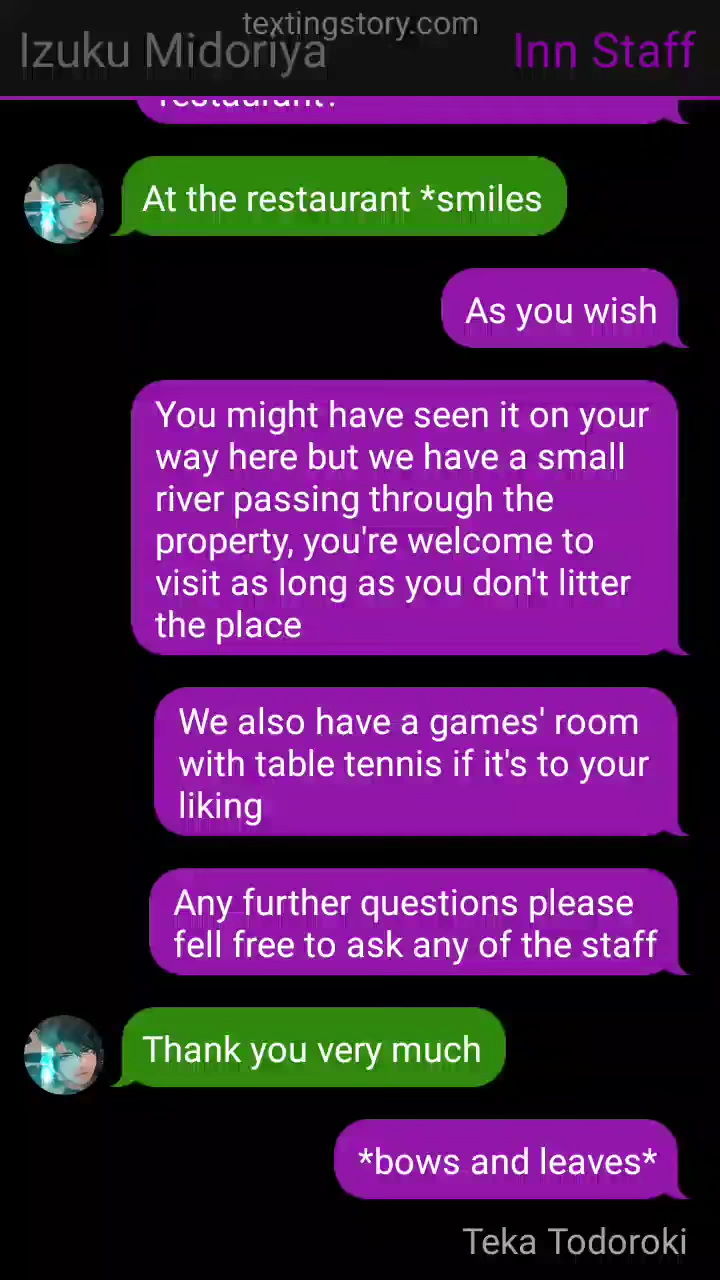 textingstory.com
Izuku Midoriya
Inn Staff
restaurant?
At the restaurant *smiles
As you wish
You might have seen it on your
way here but we have a small
river passing through the
property, you're welcome to
visit as long as you don't litter
the place
We also have a games' room
with table tennis if it's to your
liking
Any further questions please
fell free to ask any of the staff
Thank you very much
*bows and leaves*
Teka Todoroki